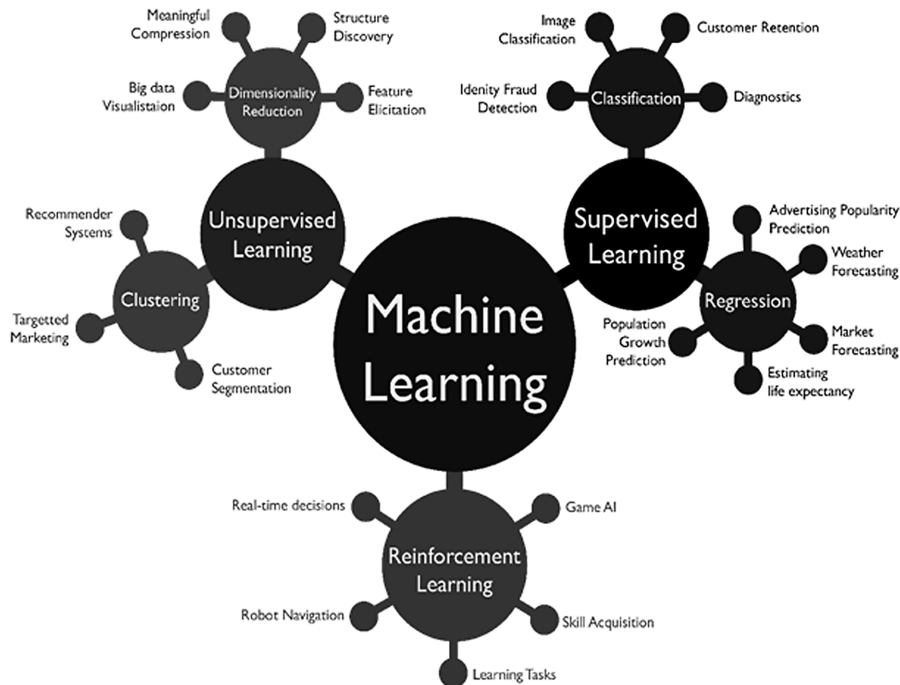 Meaningful
Compression
Structure
Discovery
Big data
Visualistaion
Dimensionality
Reduction
Feature
Elicitation
Image
Classification
Customer Retention
Idenity Fraud
Detection
Classification
Diagnostics
Recommender
Systems
Unsupervised
Learning
Clustering
Targetted
Marketing
Customer
Segmentation
Machine
Learning
Supervised
Learning
Advertising Popularity
Prediction
Weather
Forecasting
Regression
Population
Growth
Prediction
Market
Forecasting
Estimating
life expectancy
Real-time decisions
Game AI
Reinforcement
Learning
Robot Navigation
Skill Acquisition
Learning Tasks